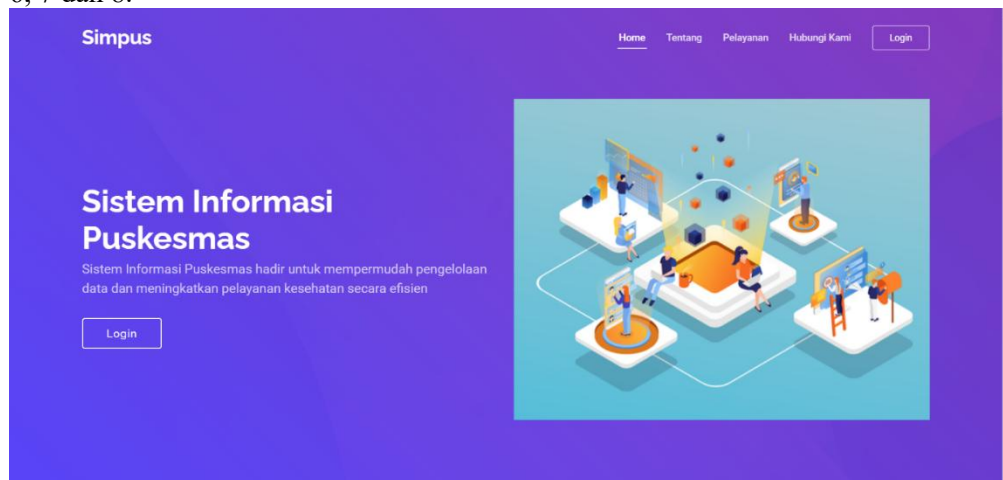 Simpus
Home Tentang Pelayanan Hubungi Kami Login
Sistem Informasi
Puskesmas
Sistem Informasi Puskesmas hadir untuk mempermudah pengelolaan
data dan meningkatkan pelayanan kesehatan secara efisien
Login